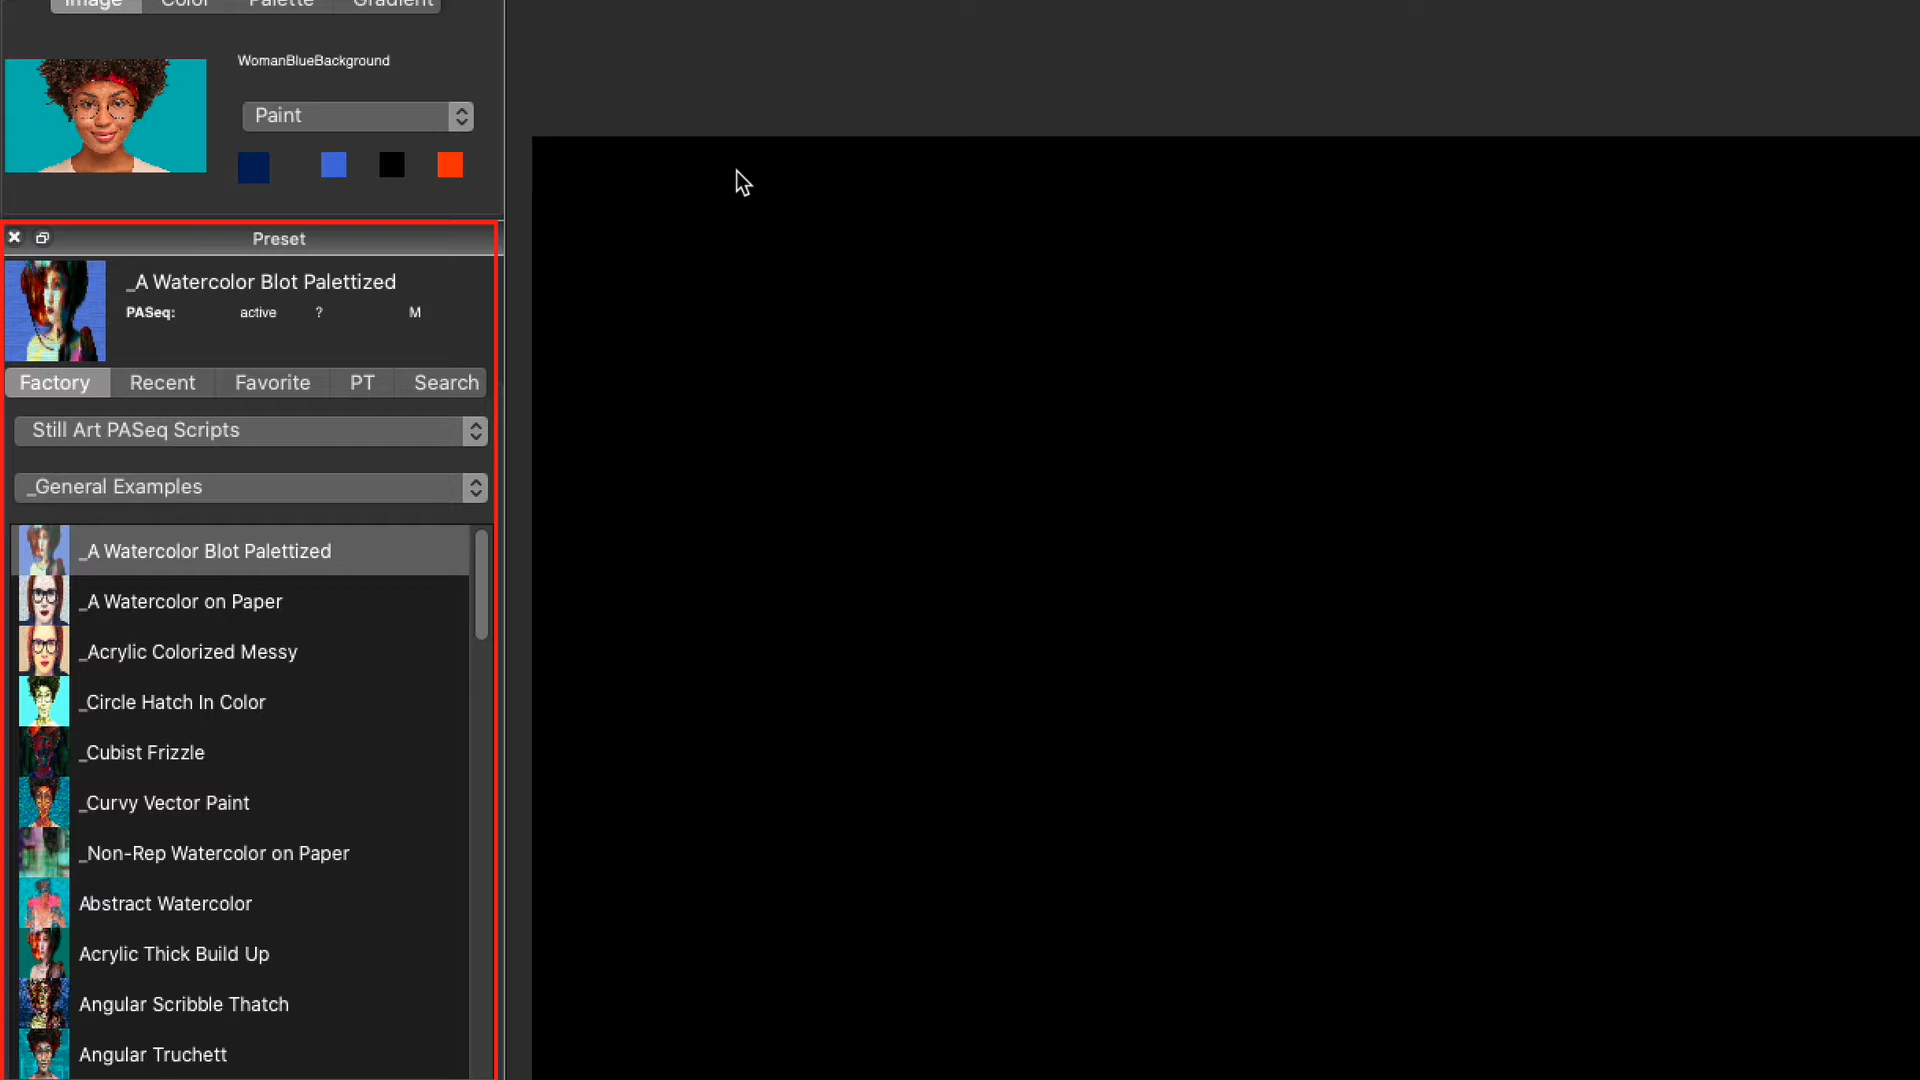 Image Color Palette Gradient
WomanBlueBackground
Paint
Preset
_A Watercolor Blot Palettized
PASeq: active ? M
Factory Recent Favorite PT Search
Still Art PASeq Scripts
_General Examples
_A Watercolor Blot Palettized
_A Watercolor on Paper
_Acrylic Colorized Messy
_Circle Hatch In Color
_Cubist Frizzle
_Curvy Vector Paint
_Non-Rep Watercolor on Paper
Abstract Watercolor
Acrylic Thick Build Up
Angular Scribble Thatch
Angular Truchett